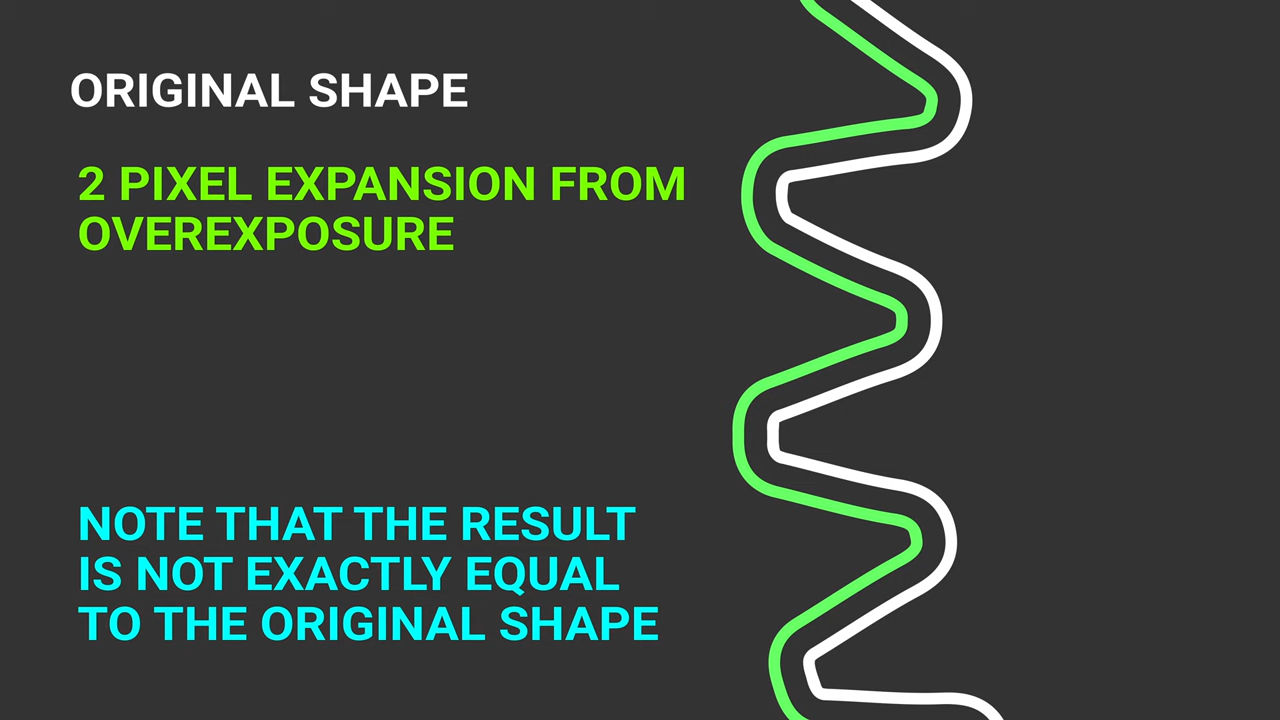 ORIGINAL SHAPE
2 PIXEL EXPANSION FROM
OVEREXPOSURE
NOTE THAT THE RESULT
IS NOT EXACTLY EQUAL
TO THE ORIGINAL SHAPE